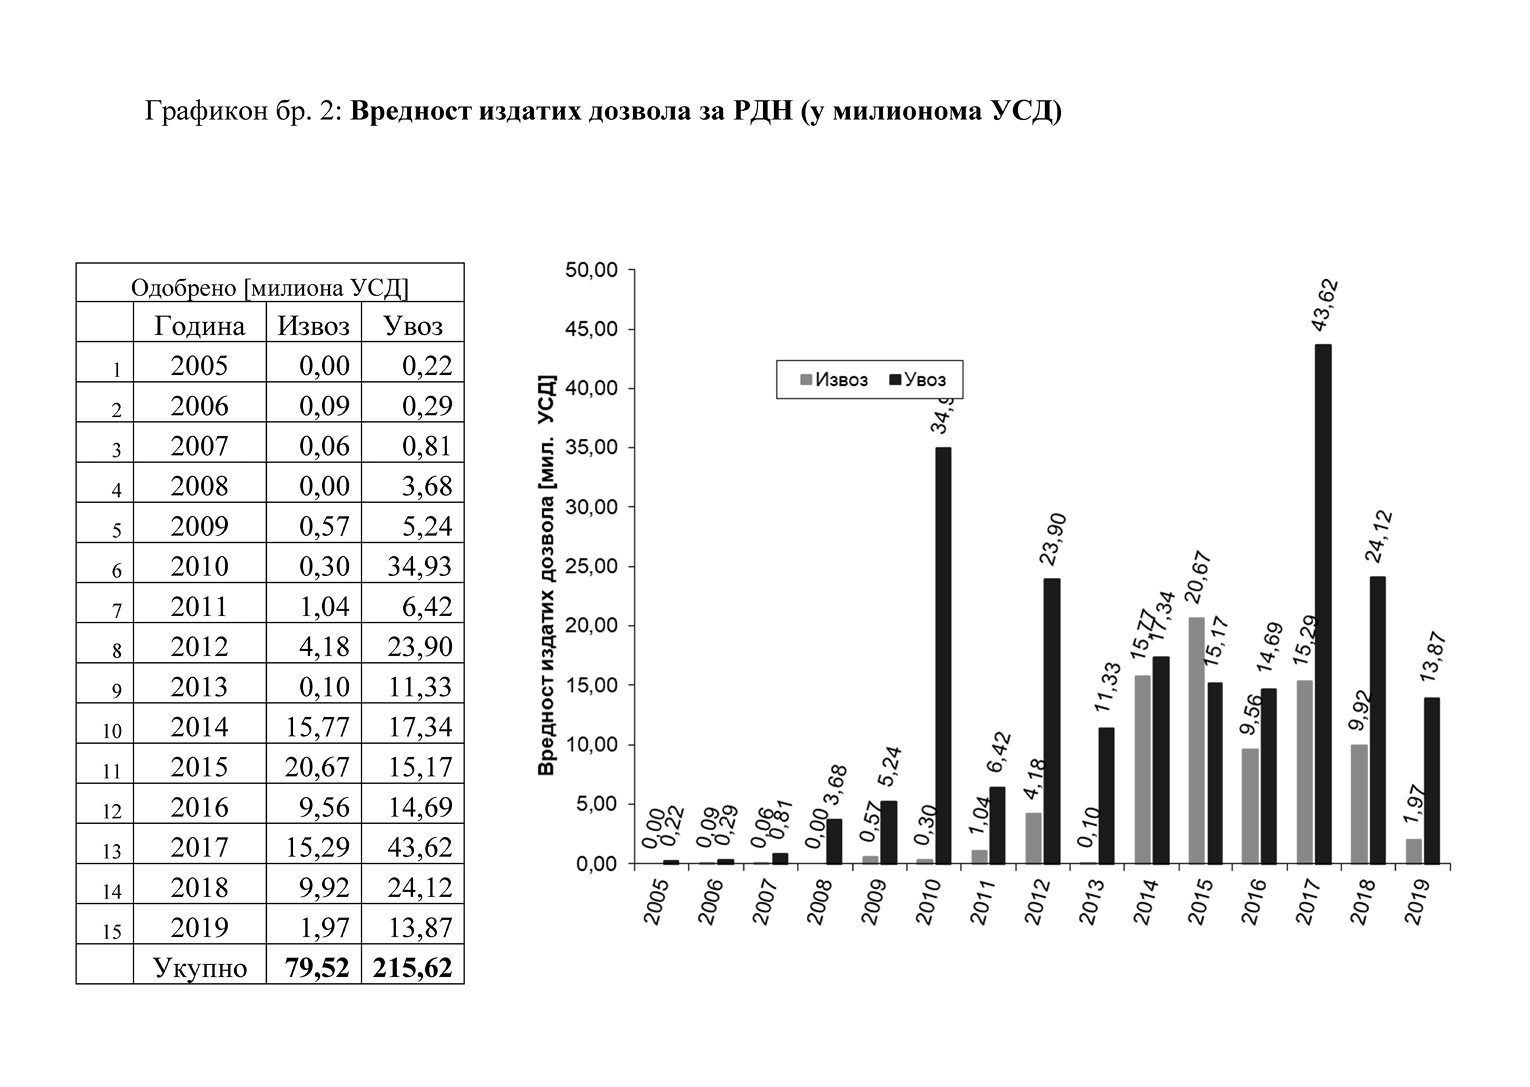 Графикон бр. 2: Вредност издатих дозвола за РДН (у милионома УСД)
Одобрено [милиона УСД]
Година Извоз Увоз
1 2005 0,00 0,22
2 2006 0,09 0,29
3 2007 0,06 0,81
4 2008 0,00 3,68
5 2009 0,57 5,24
6 2010 0,30 34,93
7 2011 1,04 6,42
8 2012 4,18 23,90
9 2013 0,10 11,33
10 2014 15,77 17,34
11 2015 20,67 15,17
12 2016 9,56 14,69
13 2017 15,29 43,62
14 2018 9,92 24,12
15 2019 1,97 13,87
Укупно 79,52 215,62
Вредност издатих дозвола [мил. УСД]
50,00
45,00
40,00
35,00
30,00
25,00
20,00
15,00
10,00
5,00
0,00
Извоз Увоз
0,00 0,22
0,09 0,29
0,06 0,81
0,00 3,68
0,57 5,24
0,30
1,04 6,42
4,18 23,90
0,10 11,33
15,77 17,34
20,67 15,17
9,56 14,69
15,29 43,62
9,92 24,12
1,97 13,87
2005 2006 2007 2008 2009 2010 2011 2012 2013 2014 2015 2016 2017 2018 2019